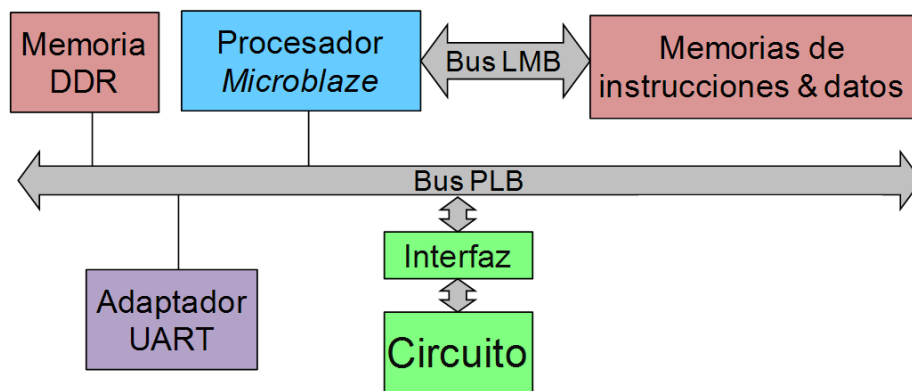 Memoria
DDR
Procesador
Microblaze
Bus LMB
Memorias de
instrucciones & datos
Bus PLB
Interfaz
Adaptador
UART
Circuito